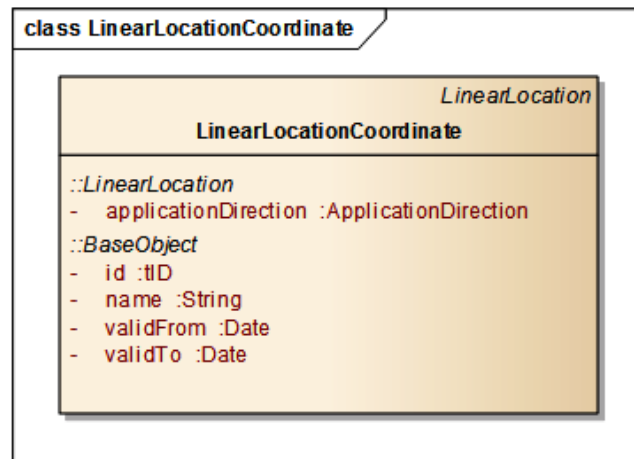 class LinearLocationCoordinate
LinearLocation
LinearLocationCoordinate
::LinearLocation
- applicationDirection :ApplicationDirection
::BaseObject
- id :tID
- name :String
- validFrom :Date
- validTo :Date